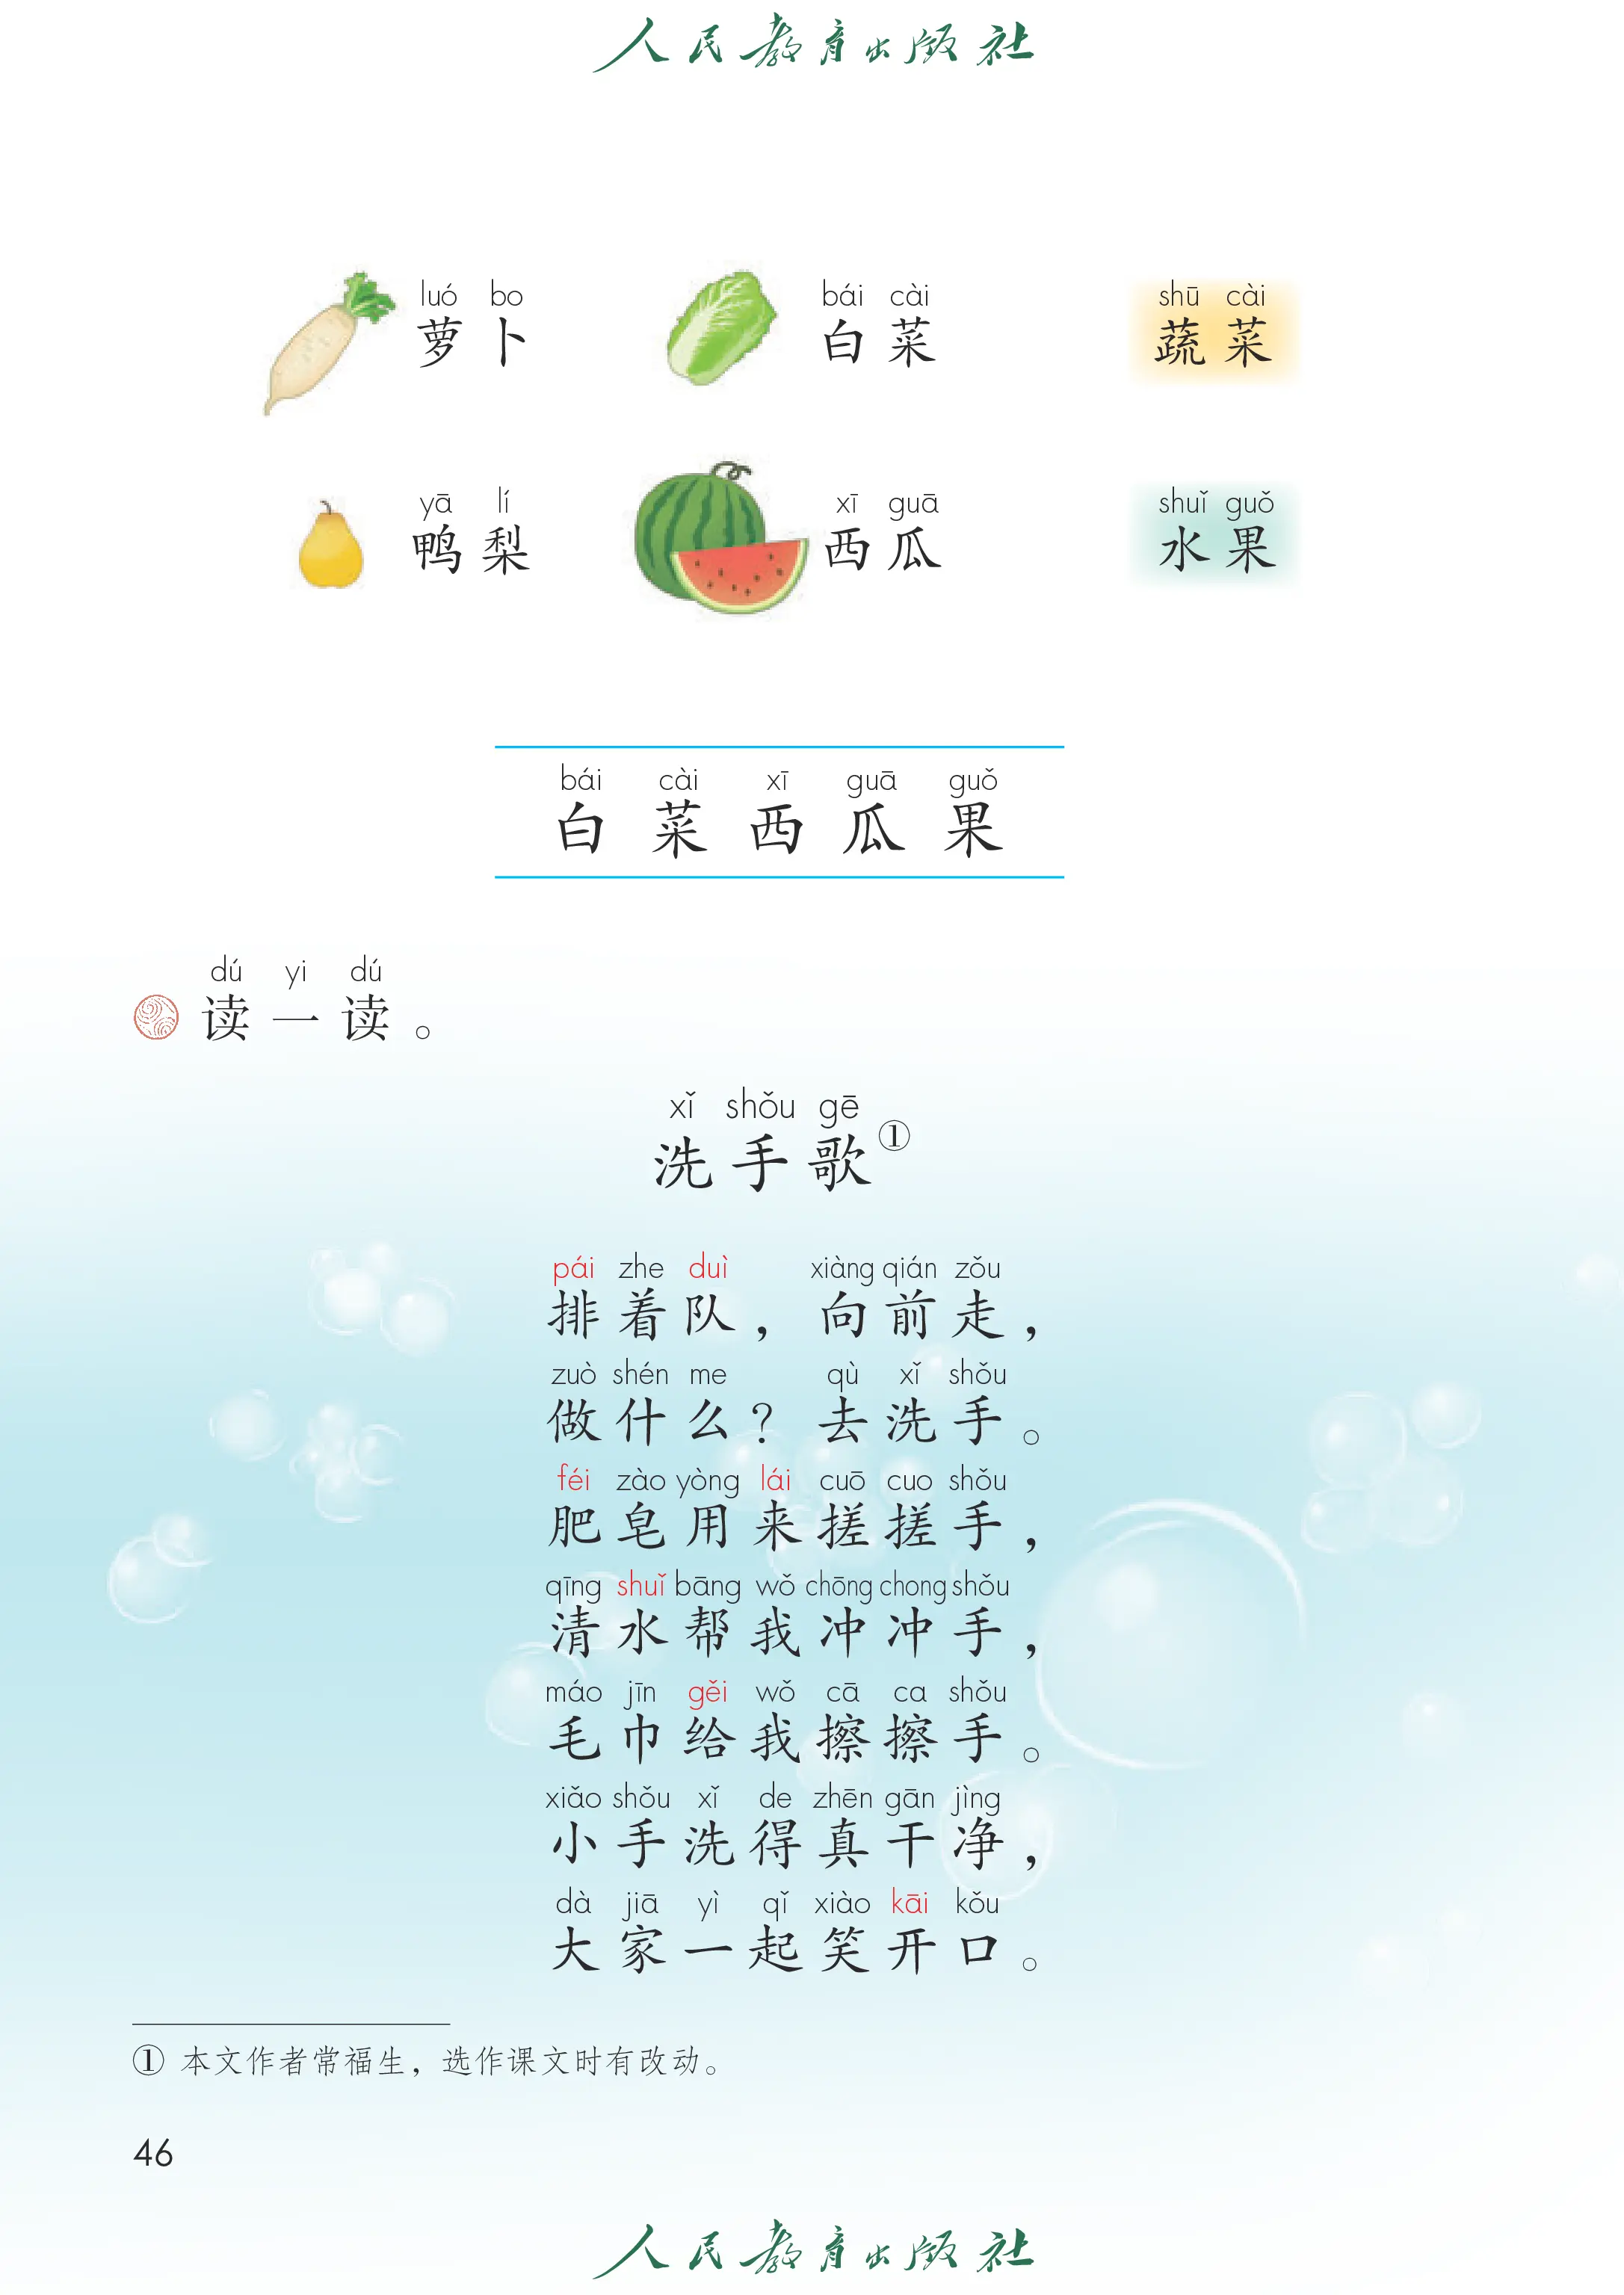 人民教育出版社
luó bo bái cài shū cài
萝卜 白菜 蔬菜
yā lí xī guā shuǐ guǒ
鸭梨 西瓜 水果
bái cài xī guā guǒ
白 菜 西 瓜 果
dú yi dú
读一读。
xǐ shǒu gē
洗手歌①
pái zhe duì xiàng qián zǒu
排着队，向前走，
zuò shén me qù xǐ shǒu
做什么？去洗手。
féi zào yòng lái cuō cuo shǒu
肥皂用来搓搓手，
qīng shuǐ bāng wǒ chōng chong shǒu
清水帮我冲冲手，
máo jīn gěi wǒ cā ca shǒu
毛巾给我擦擦手。
xiǎo shǒu xǐ de zhēn gān jìng
小手洗得真干净，
dà jiā yì qǐ xiào kāi kǒu
大家一起笑开口。
① 本文作者常福生，选作课文时有改动。
46
人民教育出版社